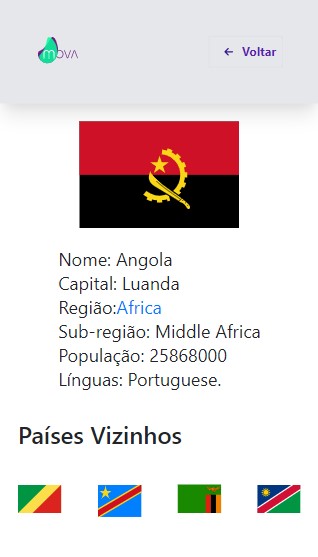 mova
← Voltar
Nome: Angola
Capital: Luanda
Região:Africa
Sub-região: Middle Africa
População: 25868000
Línguas: Portuguese.
Países Vizinhos